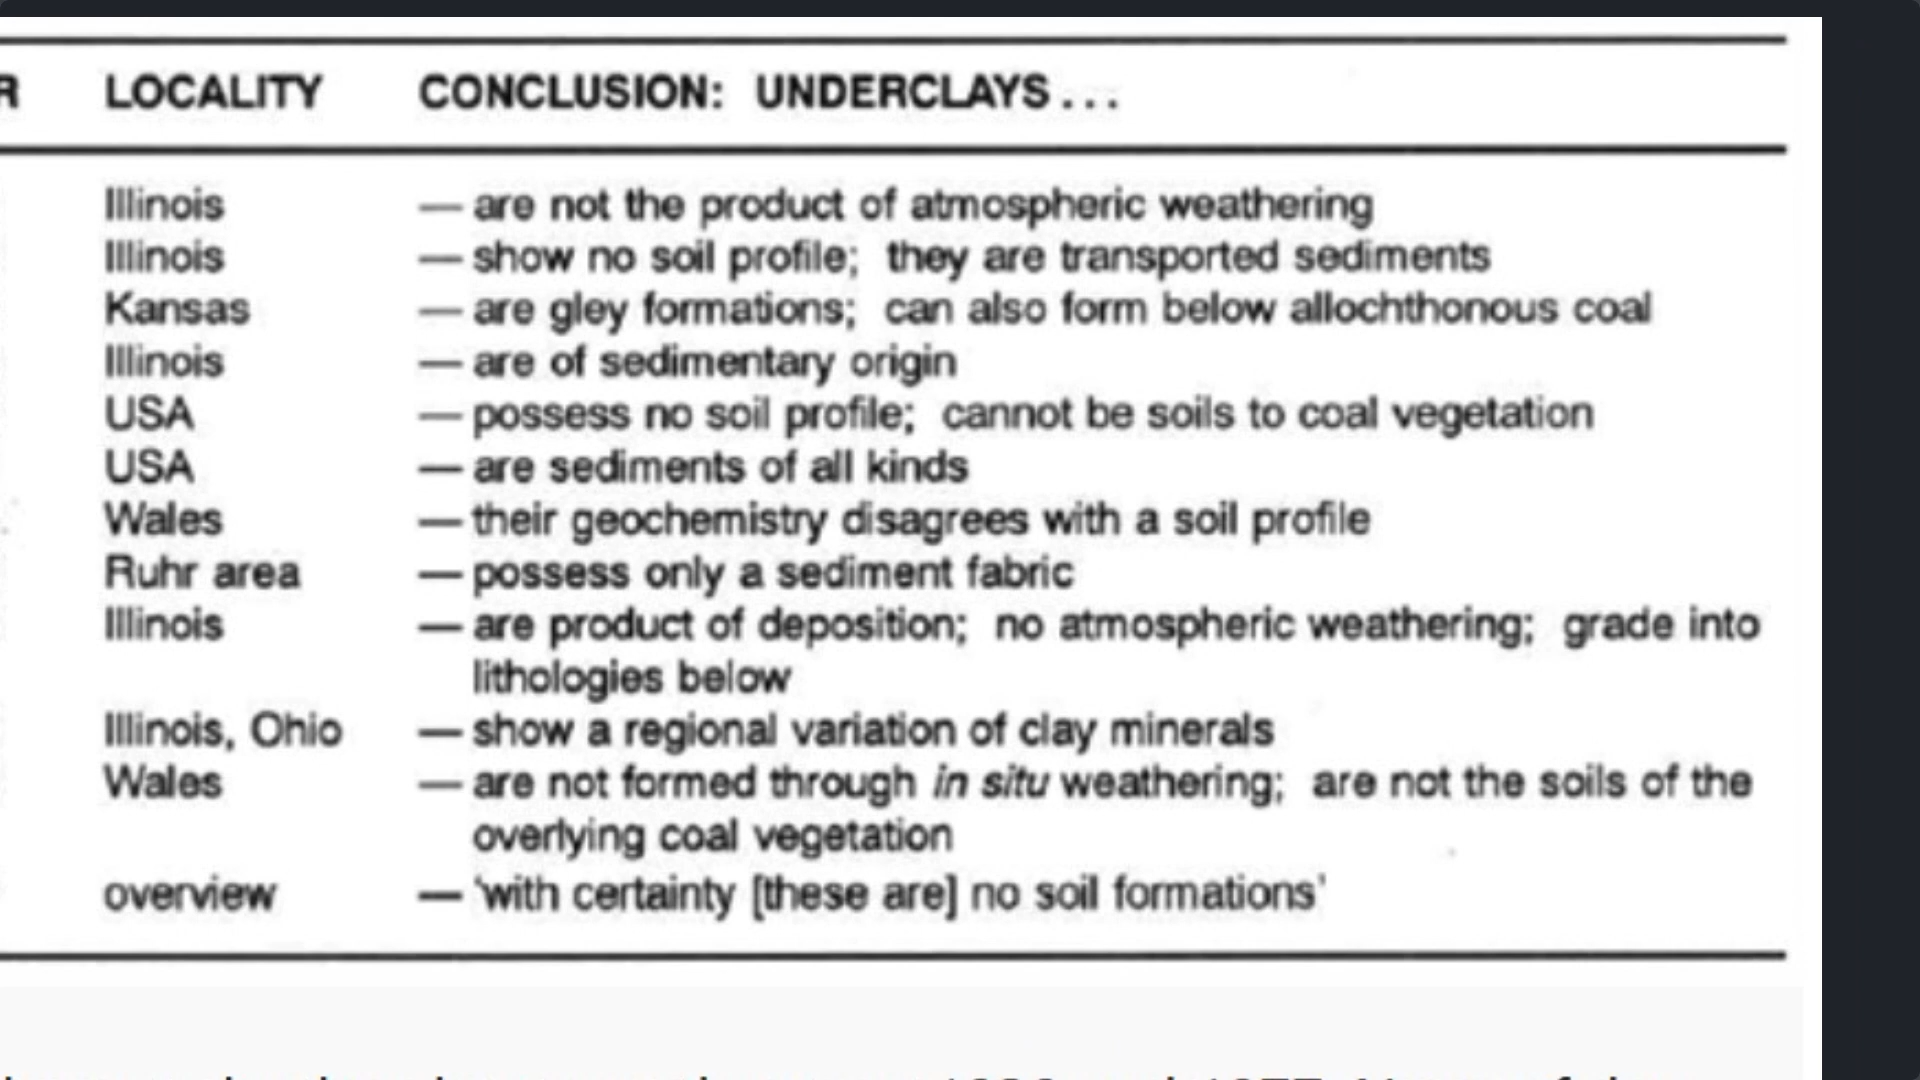 R LOCALITY CONCLUSION: UNDERCLAYS...
Illinois — are not the product of atmospheric weathering
Illinois — show no soil profile; they are transported sediments
Kansas — are gley formations; can also form below allochthonous coal
Illinois — are of sedimentary origin
USA — possess no soil profile; cannot be soils to coal vegetation
USA — are sediments of all kinds
Wales — their geochemistry disagrees with a soil profile
Ruhr area — possess only a sediment fabric
Illinois — are product of deposition; no atmospheric weathering; grade into
lithologies below
Illinois, Ohio — show a regional variation of clay minerals
Wales — are not formed through in situ weathering; are not the soils of the
overlying coal vegetation
overview — 'with certainty [these are] no soil formations'